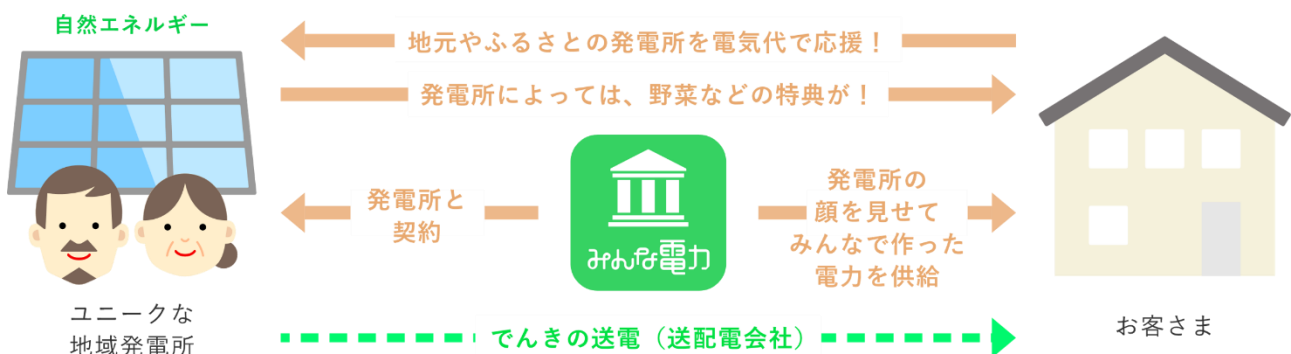 自然エネルギー
地元やふるさとの発電所を電気代で応援！
発電所によっては、野菜などの特典が！
発電所と
契約
みんな電力
発電所の
顔を見せて
みんなで作った
電力を供給
ユニークな
地域発電所
でんきの送電（送配電会社）
お客さま